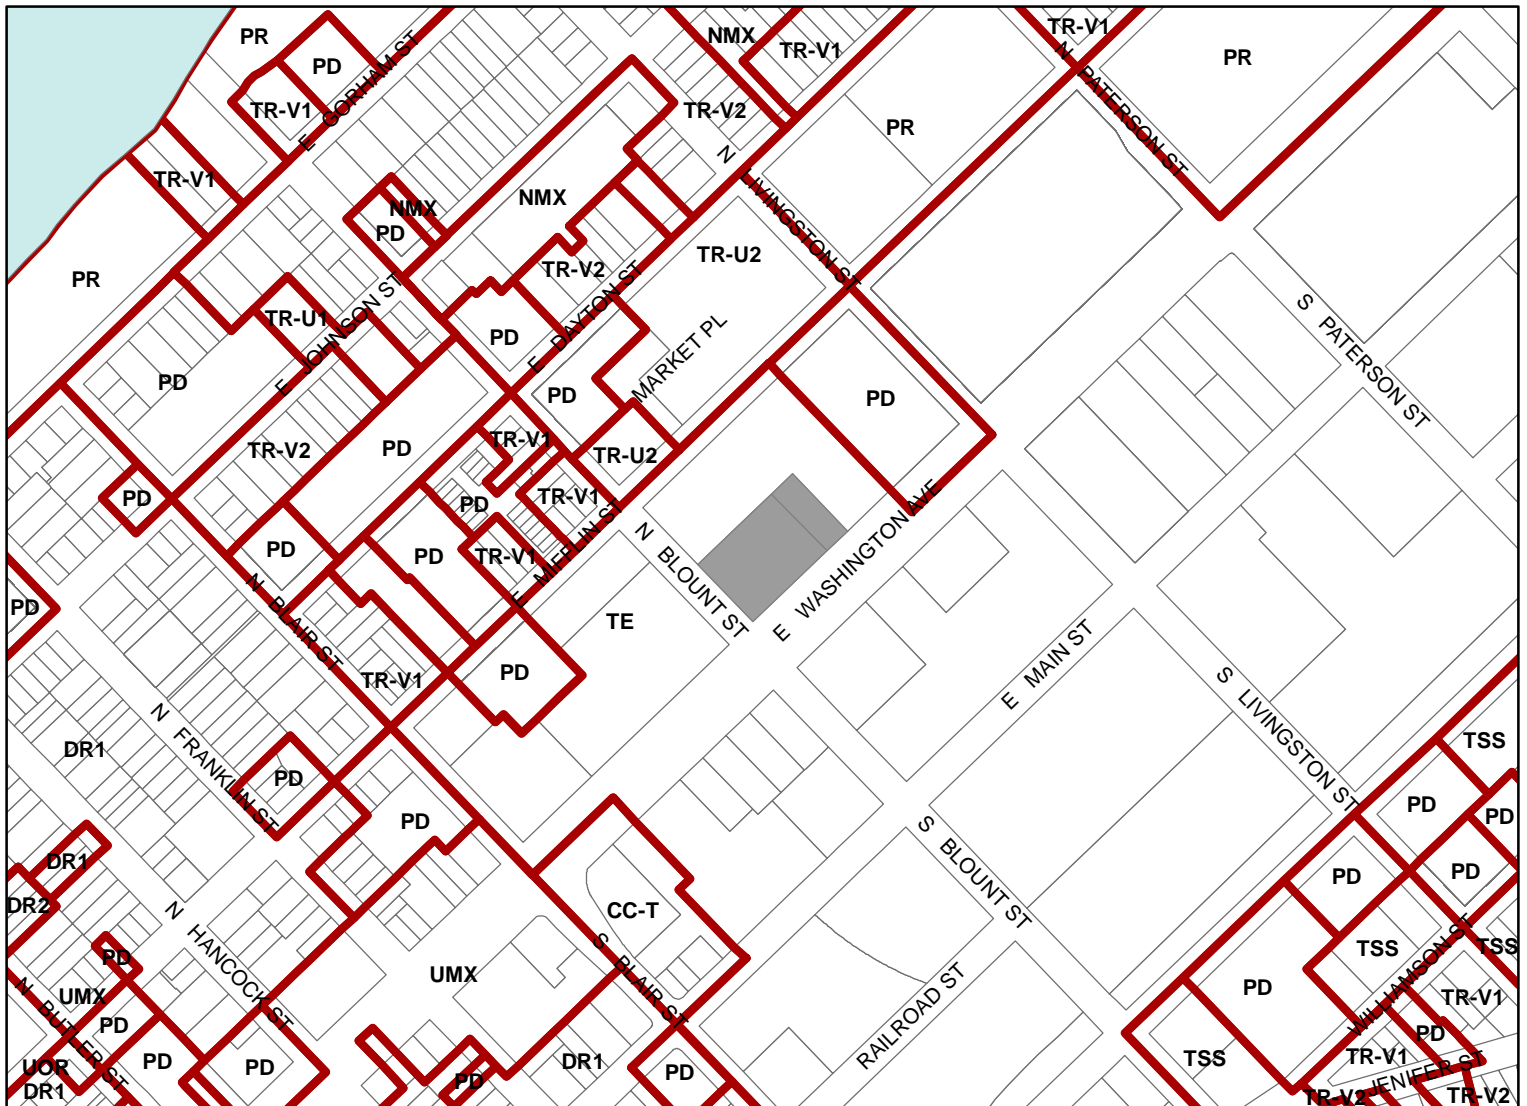 PR
PD
TR-V1
E GORHAM ST
TR-V1
NMX
TR-V1
TR-V2
TR-V1
N PATERSON ST
PR
PR
N LIVINGSTON ST
NMX
NMX
PD
TR-V2
TR-U2
PR
TR-U1
E JOHNSON ST
PD
E DAYTON ST
MARKET PL
S PATERSON ST
PD
PD
PD
TR-V2
PD
TR-V1
TR-U2
PD
PD
TR-V1
PD
PD
TR-V1
E MIFFLIN ST
N BLOUNT ST
E WASHINGTON AVE
PD
N BLAIR ST
TE
PD
TR-V1
E MAIN ST
S LIVINGSTON ST
N FRANKLIN ST
DR1
PD
PD
TSS
PD
PD
DR1
DR2
CC-T
S BLOUNT ST
PD
PD
N HANCOCK ST
PD
UMX
S BLAIR ST
UMX
TSS
TSS
WILLIAMSON ST
PD
TR-V1
N BUTLER ST
PD
PD
PD
UOR
DR1
PD
DR1
PD
RAILROAD ST
TSS
PD
TR-V1
JENIFER ST
TR-V2
TR-V2